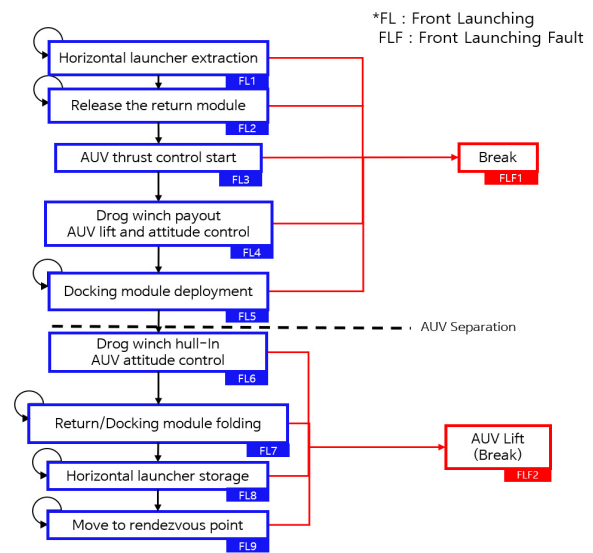 *FL : Front Launching
FLF : Front Launching Fault
Horizontal launcher extraction
FL1
Release the return module
FL2
AUV thrust control start
FL3
Break
FLF1
Drog winch payout
AUV lift and attitude control
FL4
Docking module deployment
FL5
AUV Separation
Drog winch hull-In
AUV attitude control
FL6
Return/Docking module folding
FL7
AUV Lift
(Break)
FLF2
Horizontal launcher storage
FL8
Move to rendezvous point
FL9